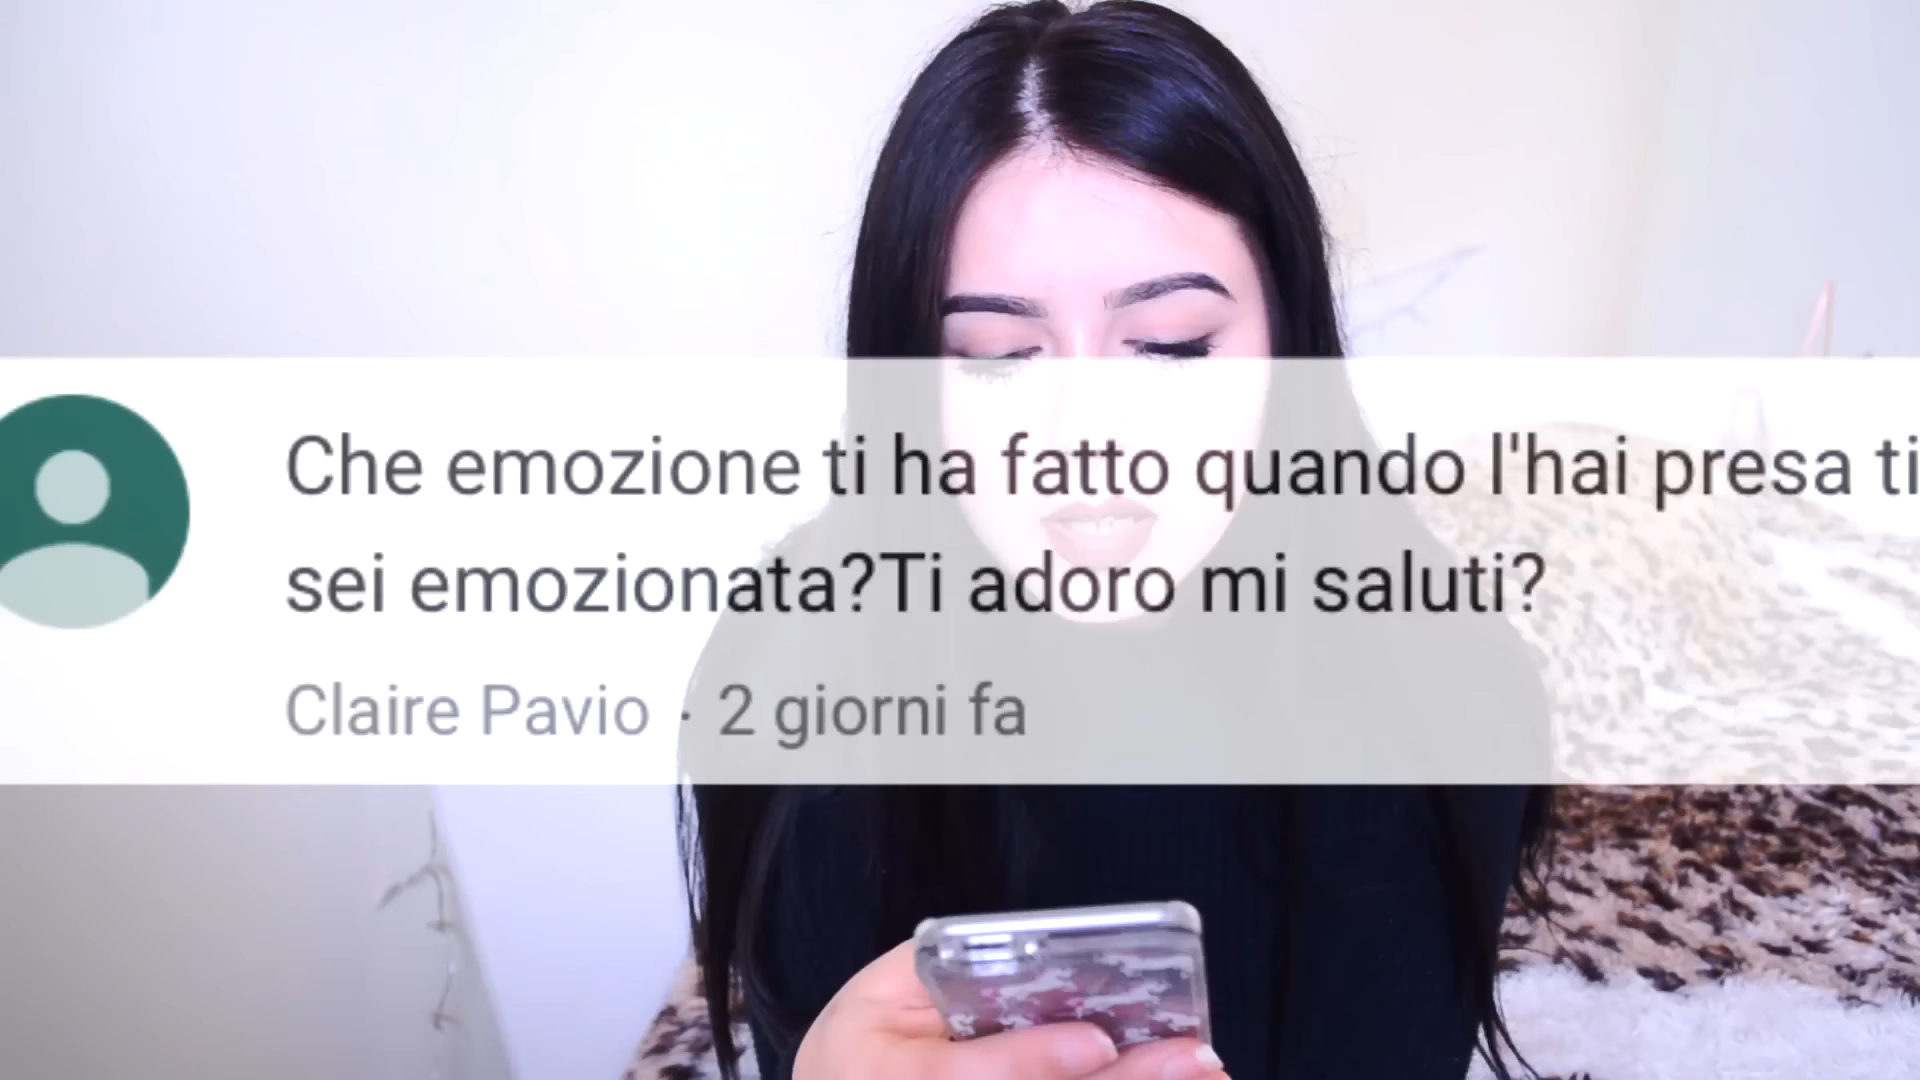 Che emozione ti ha fatto quando l'hai presa ti
sei emozionata?Ti adoro mi saluti?
Claire Pavio · 2 giorni fa